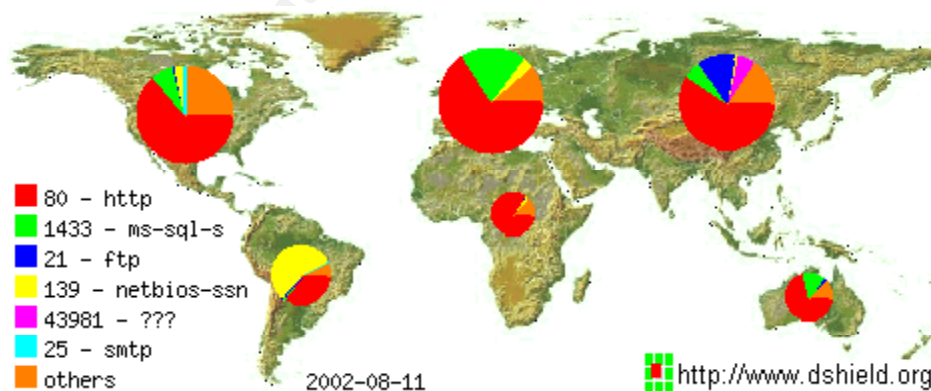 80 - http
1433 - ms-sql-s
21 - ftp
139 - netbios-ssn
43981 - ???
25 - smtp
others
2002-08-11
http://www.dshield.org